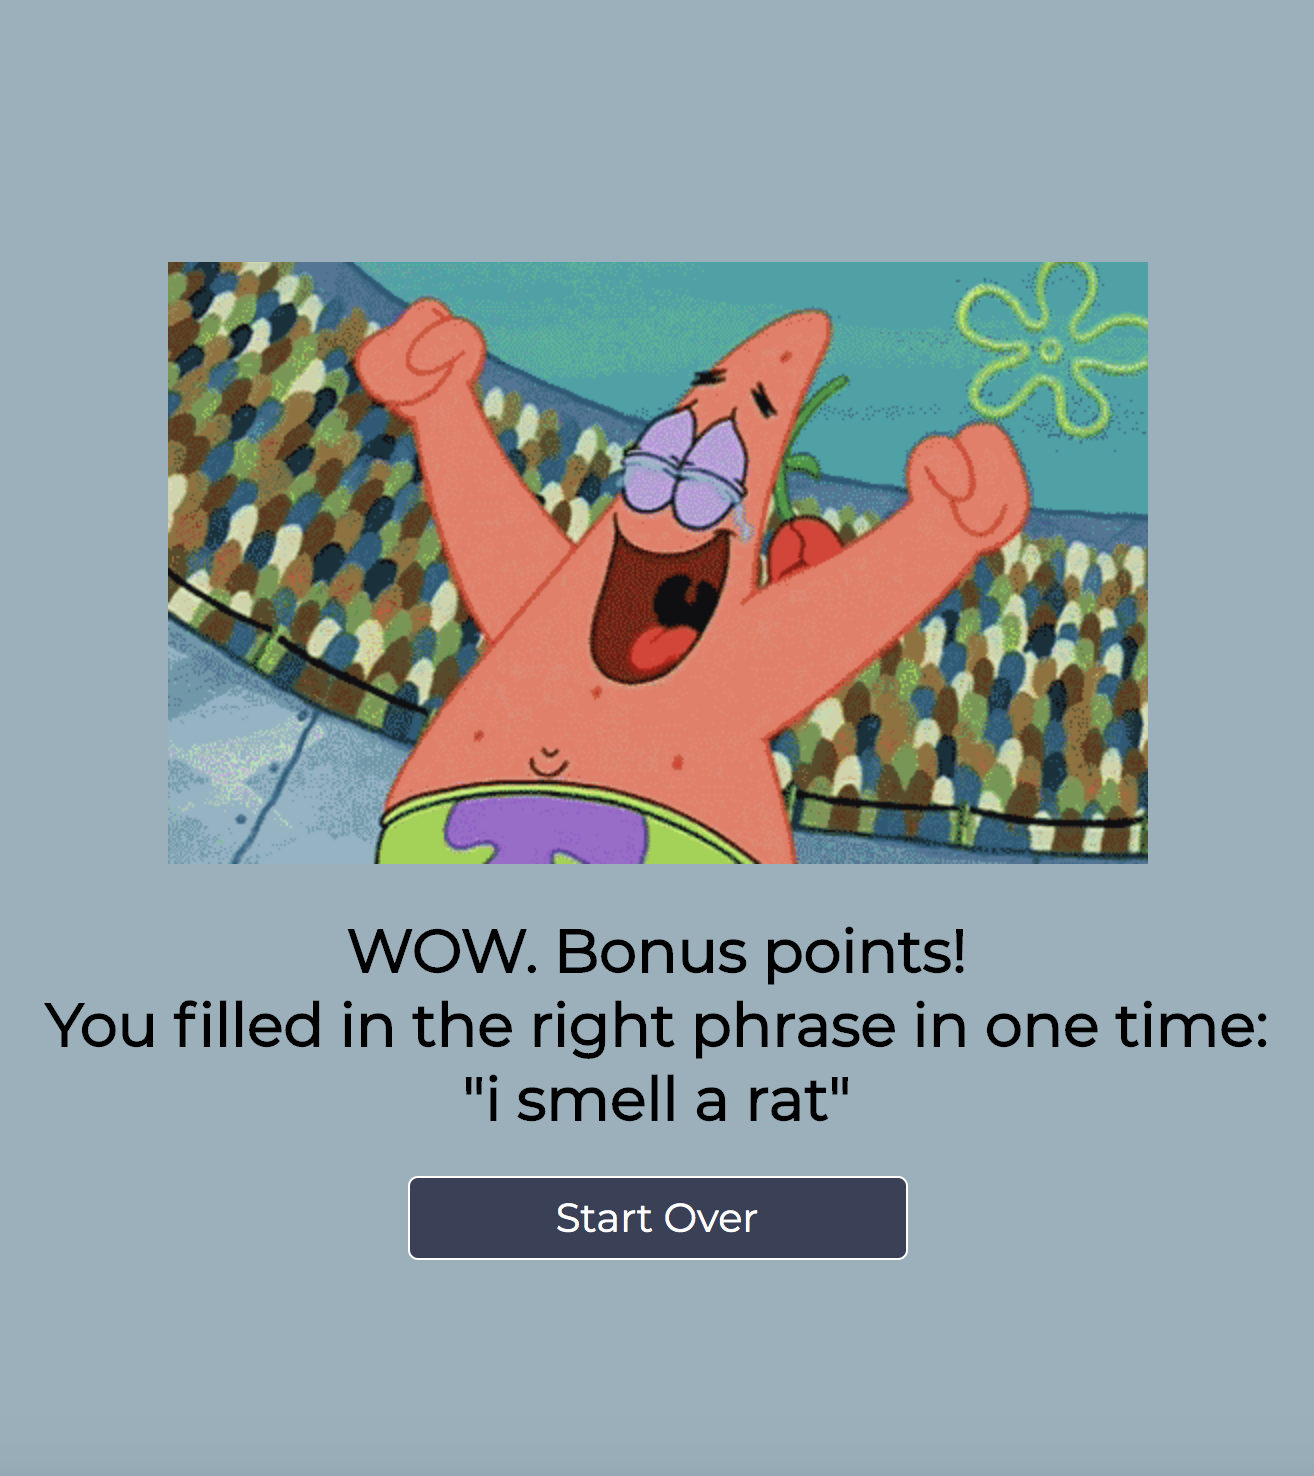 WOW. Bonus points!
You filled in the right phrase in one time:
"i smell a rat"
Start Over